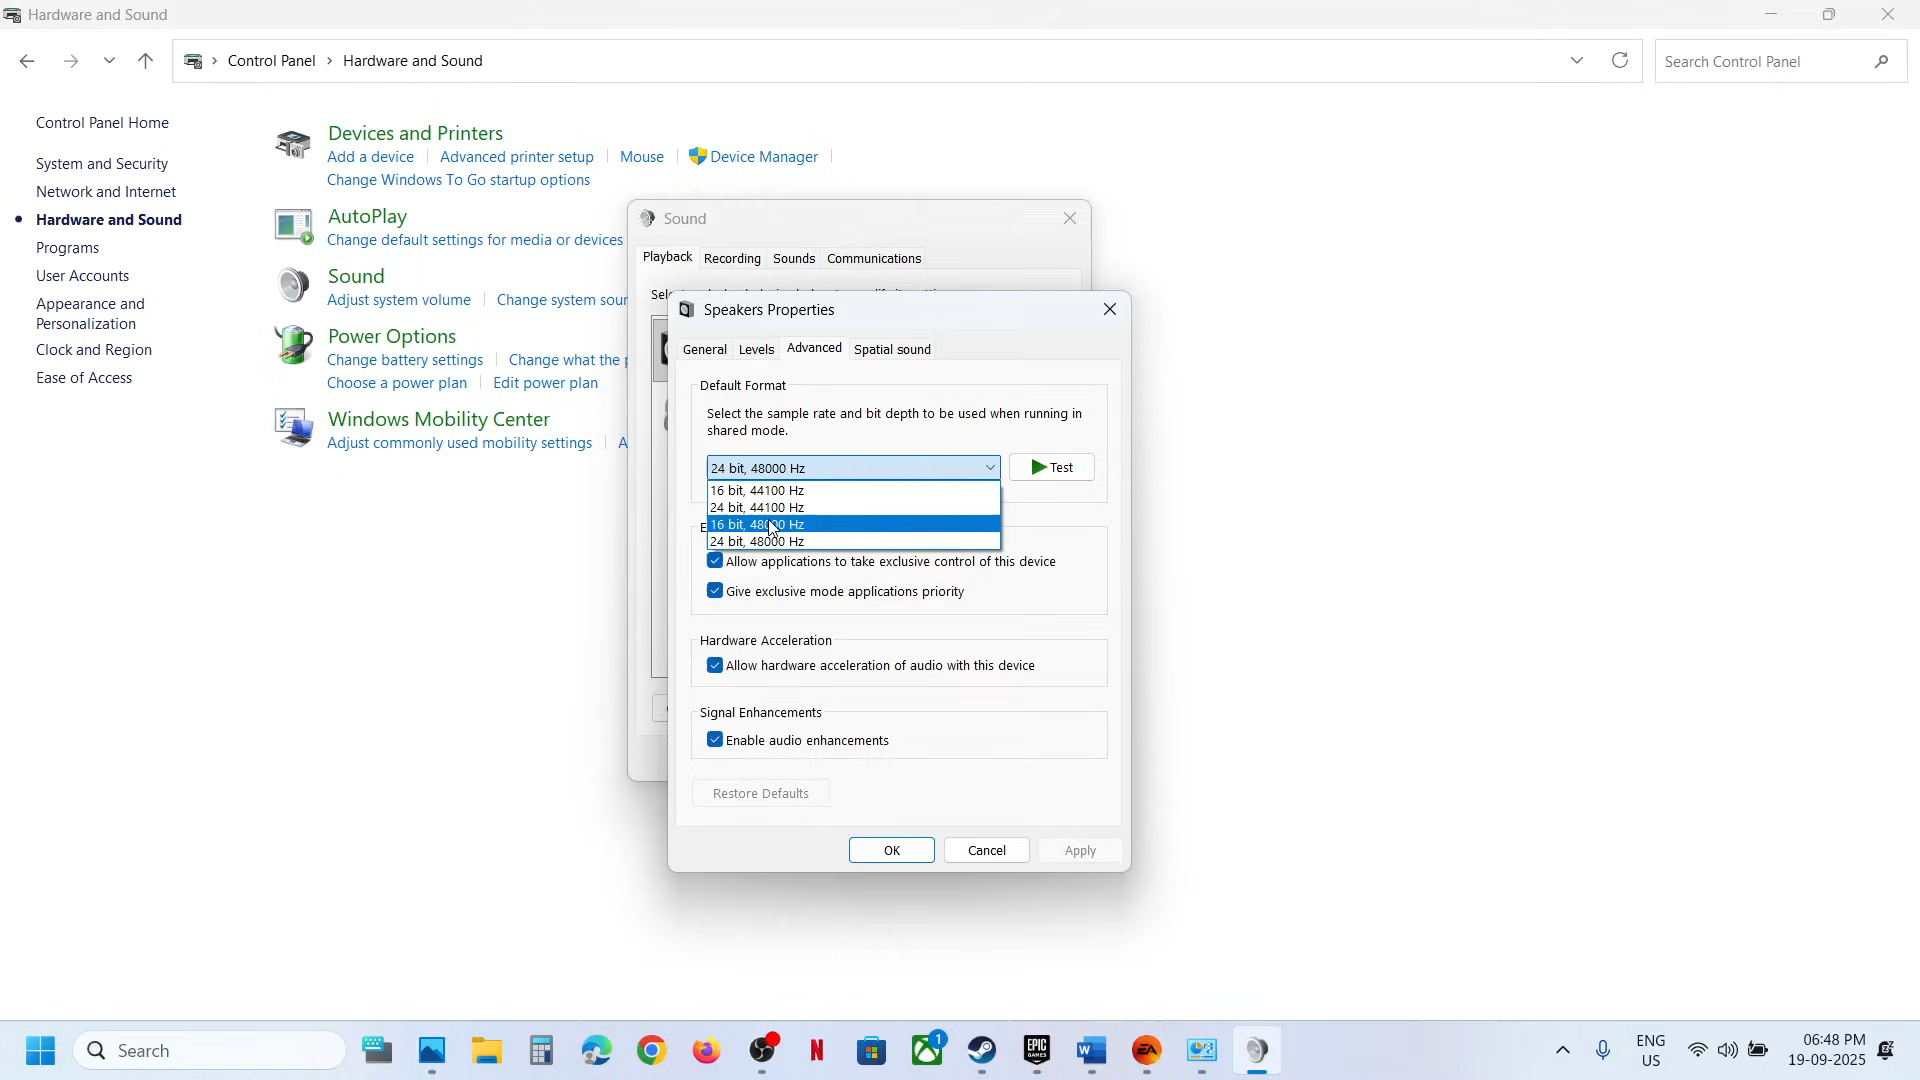 Hardware and Sound
Control Panel > Hardware and Sound
Search Control Panel
Control Panel Home
System and Security
Network and Internet
Hardware and Sound
Programs
User Accounts
Appearance and
Personalization
Clock and Region
Ease of Access
Devices and Printers
Add a device
Advanced printer setup
Mouse
Device Manager
Change Windows To Go startup options
AutoPlay
Change default settings for media or devices
Sound
Adjust system volume
Change system sour
Power Options
Change battery settings
Change what the p
Choose a power plan
Edit power plan
Windows Mobility Center
Adjust commonly used mobility settings
A
Sound
Playback
Recording
Sounds
Communications
Speakers Properties
General
Levels
Advanced
Spatial sound
Default Format
Select the sample rate and bit depth to be used when running in
shared mode.
24 bit, 48000 Hz
Test
16 bit, 44100 Hz
24 bit, 44100 Hz
16 bit, 48000 Hz
24 bit, 48000 Hz
Allow applications to take exclusive control of this device
Give exclusive mode applications priority
Hardware Acceleration
Allow hardware acceleration of audio with this device
Signal Enhancements
Enable audio enhancements
Restore Defaults
OK
Cancel
Apply
Search
N
1
EPIC
GAMES
W
EA
ENG
US
06:48 PM
19-09-2025